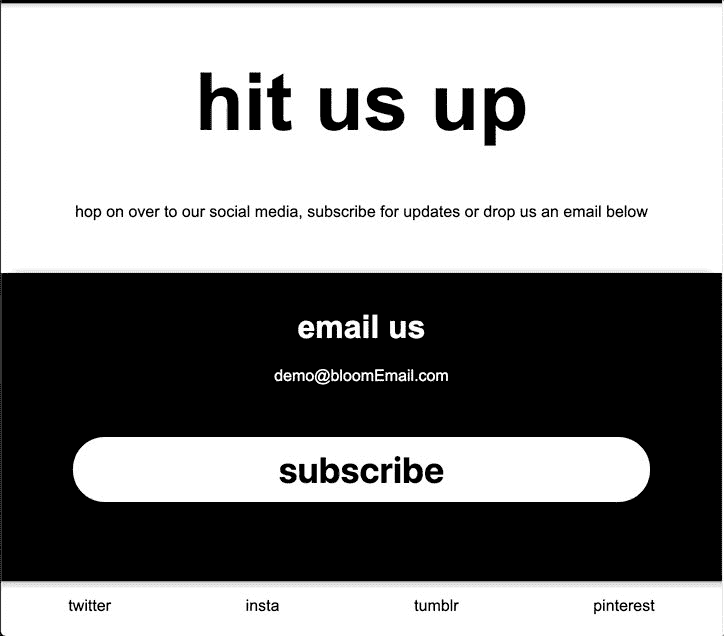 hit us up
hop on over to our social media, subscribe for updates or drop us an email below
email us
demo@bloomEmail.com
subscribe
twitter insta tumblr pinterest